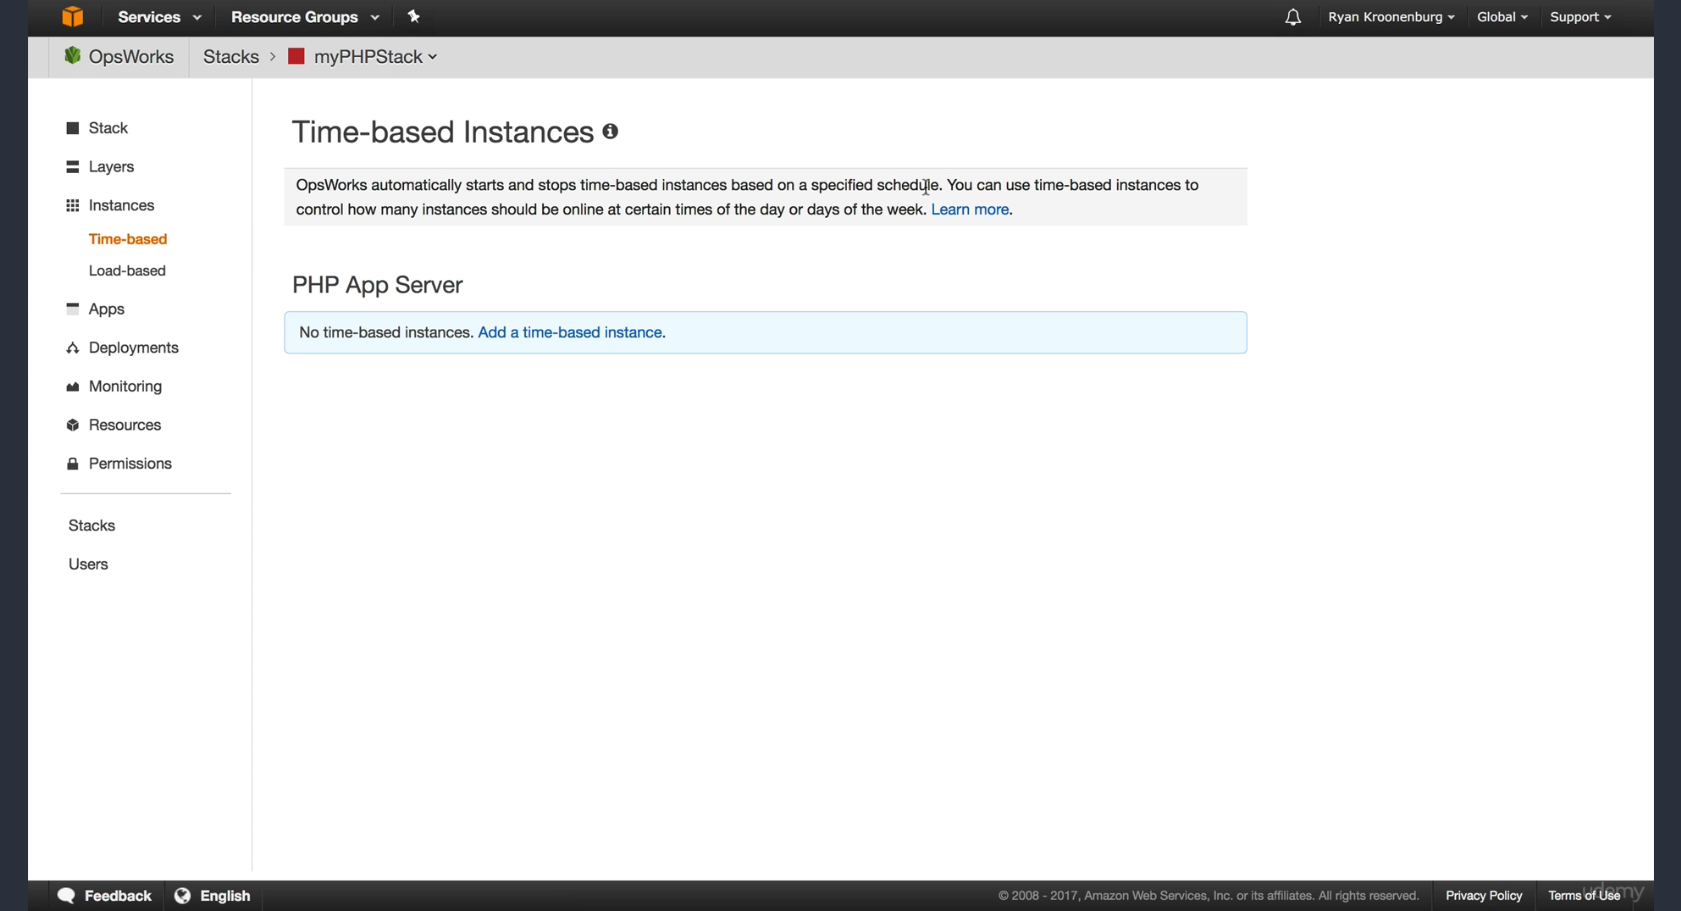 Services
Resource Groups
Ryan Kroonenburg
Global
Support
OpsWorks
Stacks > myPHPStack
Stack
Layers
Instances
Time-based
Load-based
Apps
Deployments
Monitoring
Resources
Permissions
Stacks
Users
Time-based Instances
OpsWorks automatically starts and stops time-based instances based on a specified schedule. You can use time-based instances to
control how many instances should be online at certain times of the day or days of the week. Learn more.
PHP App Server
No time-based instances. Add a time-based instance.
Feedback
English
© 2008 - 2017, Amazon Web Services, Inc. or its affiliates. All rights reserved.
Privacy Policy
Terms of Use
udemy